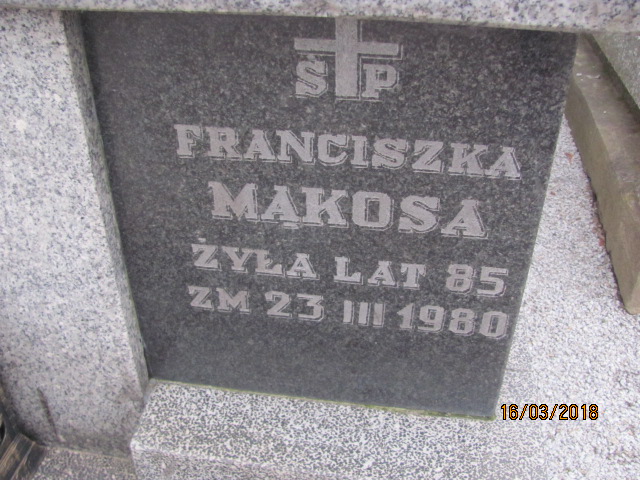 ŚP
FRANCISZKA
MĄKOSA
ŻYŁA LAT 85
ZM 23 III 1980
16/03/2018